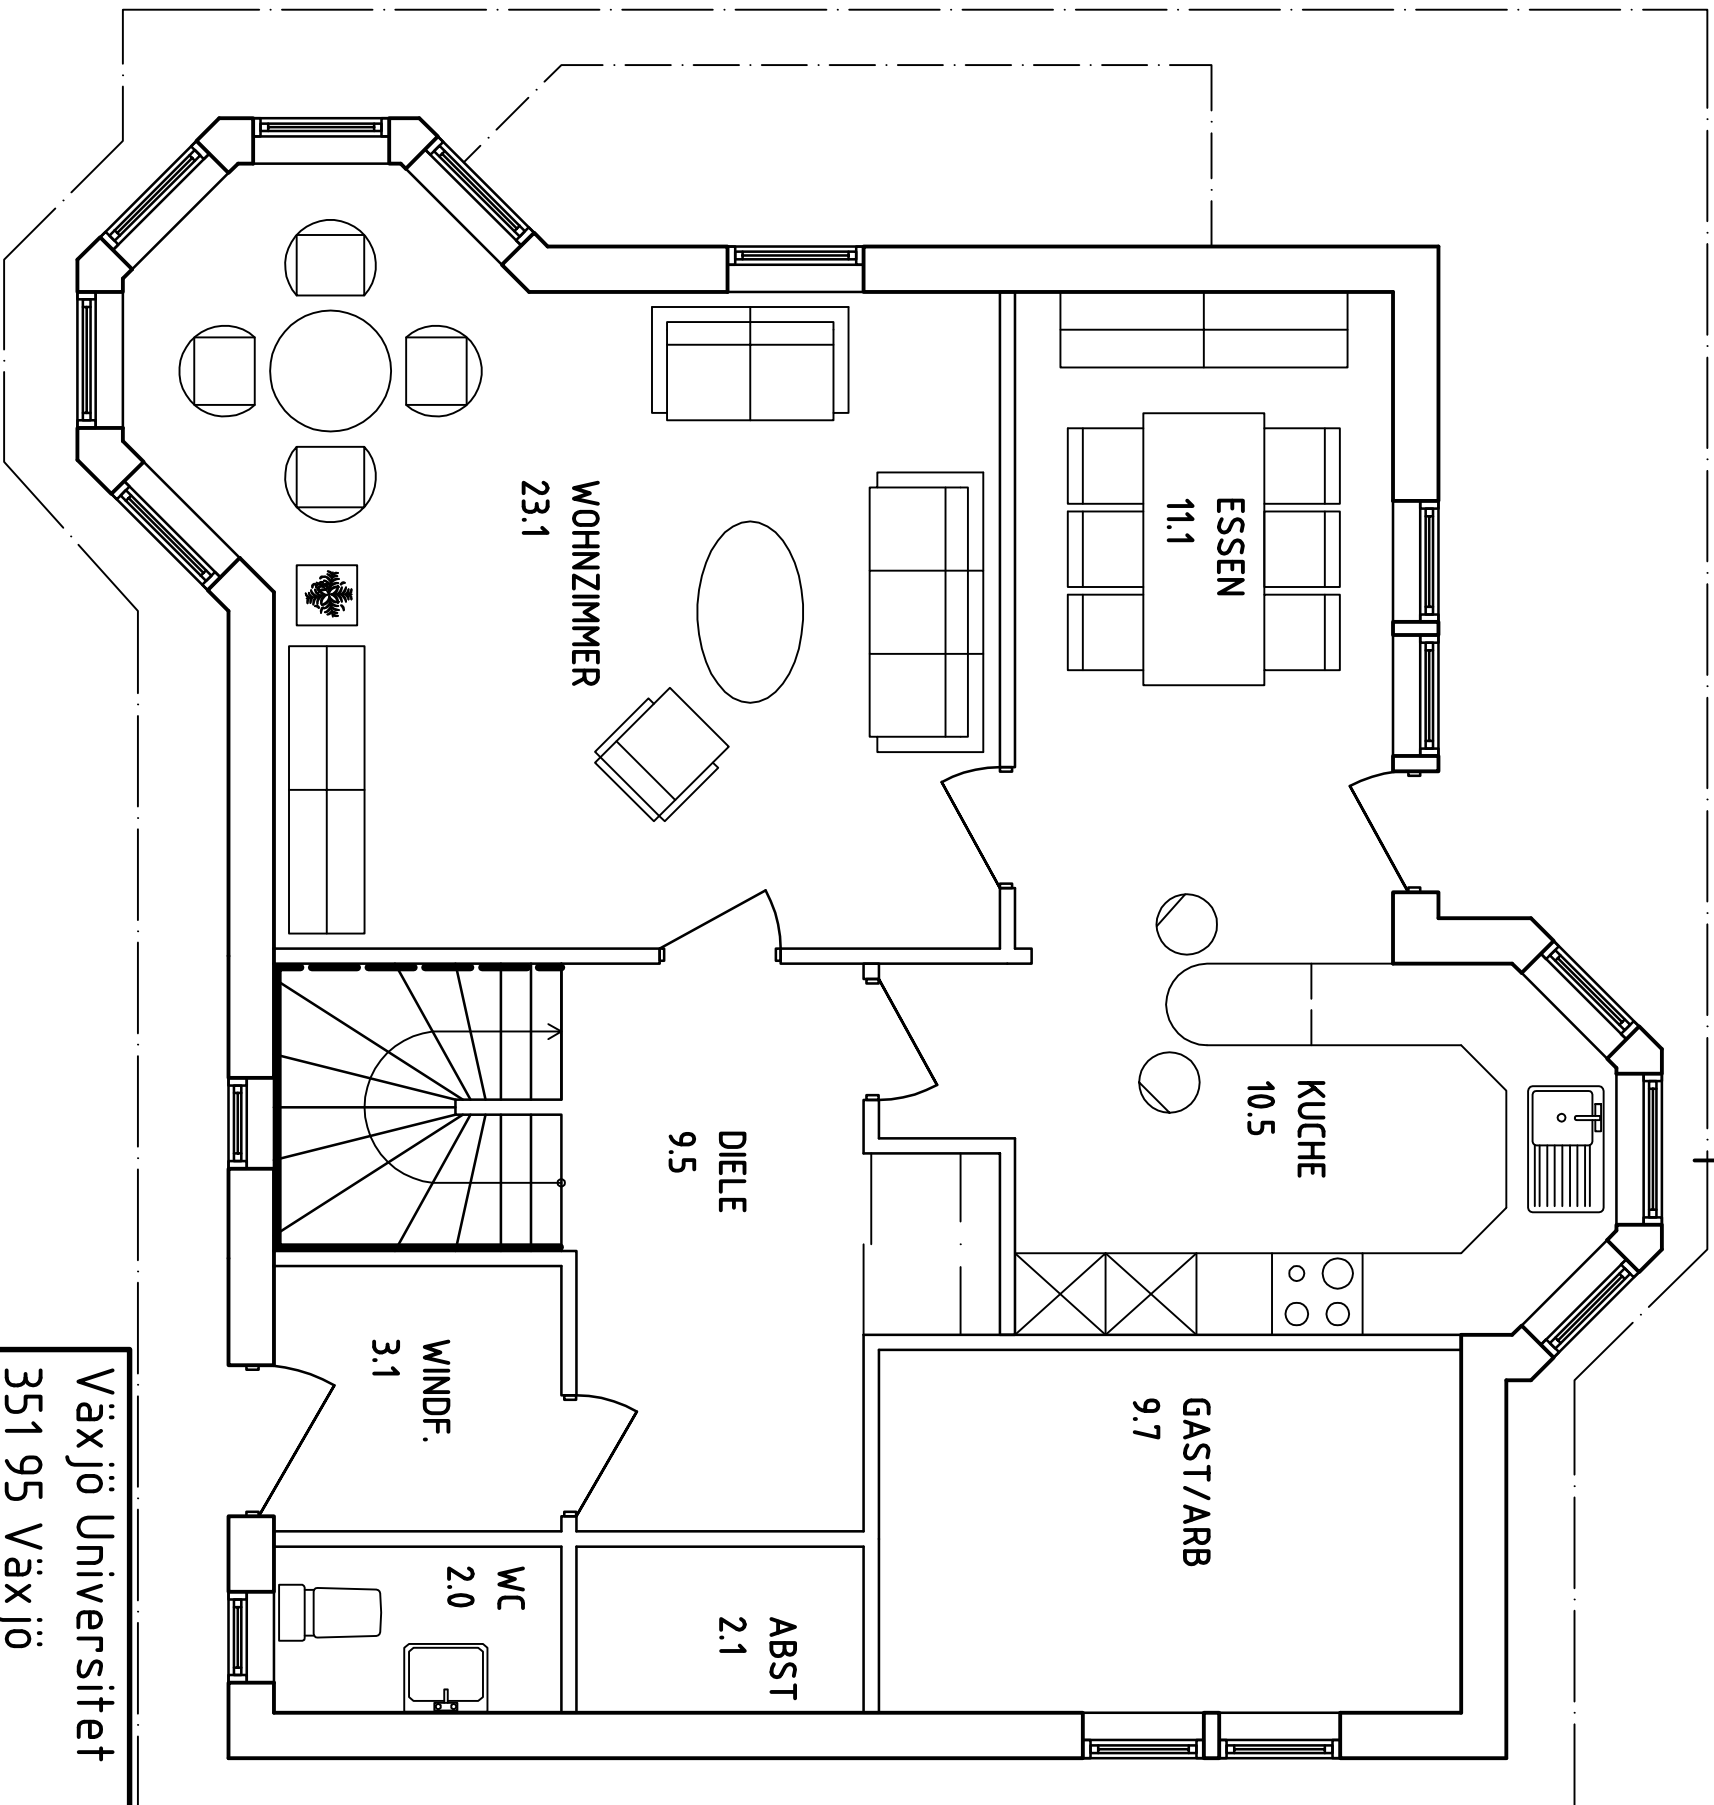 ESSEN
11.1
WOHNZIMMER
23.1
KUCHE
10.5
DIELE
9.5
GAST/ARB
9.7
WINDF.
3.1
WC
2.0
ABST
2.1
Växjö Universitet
351 95 Växjö